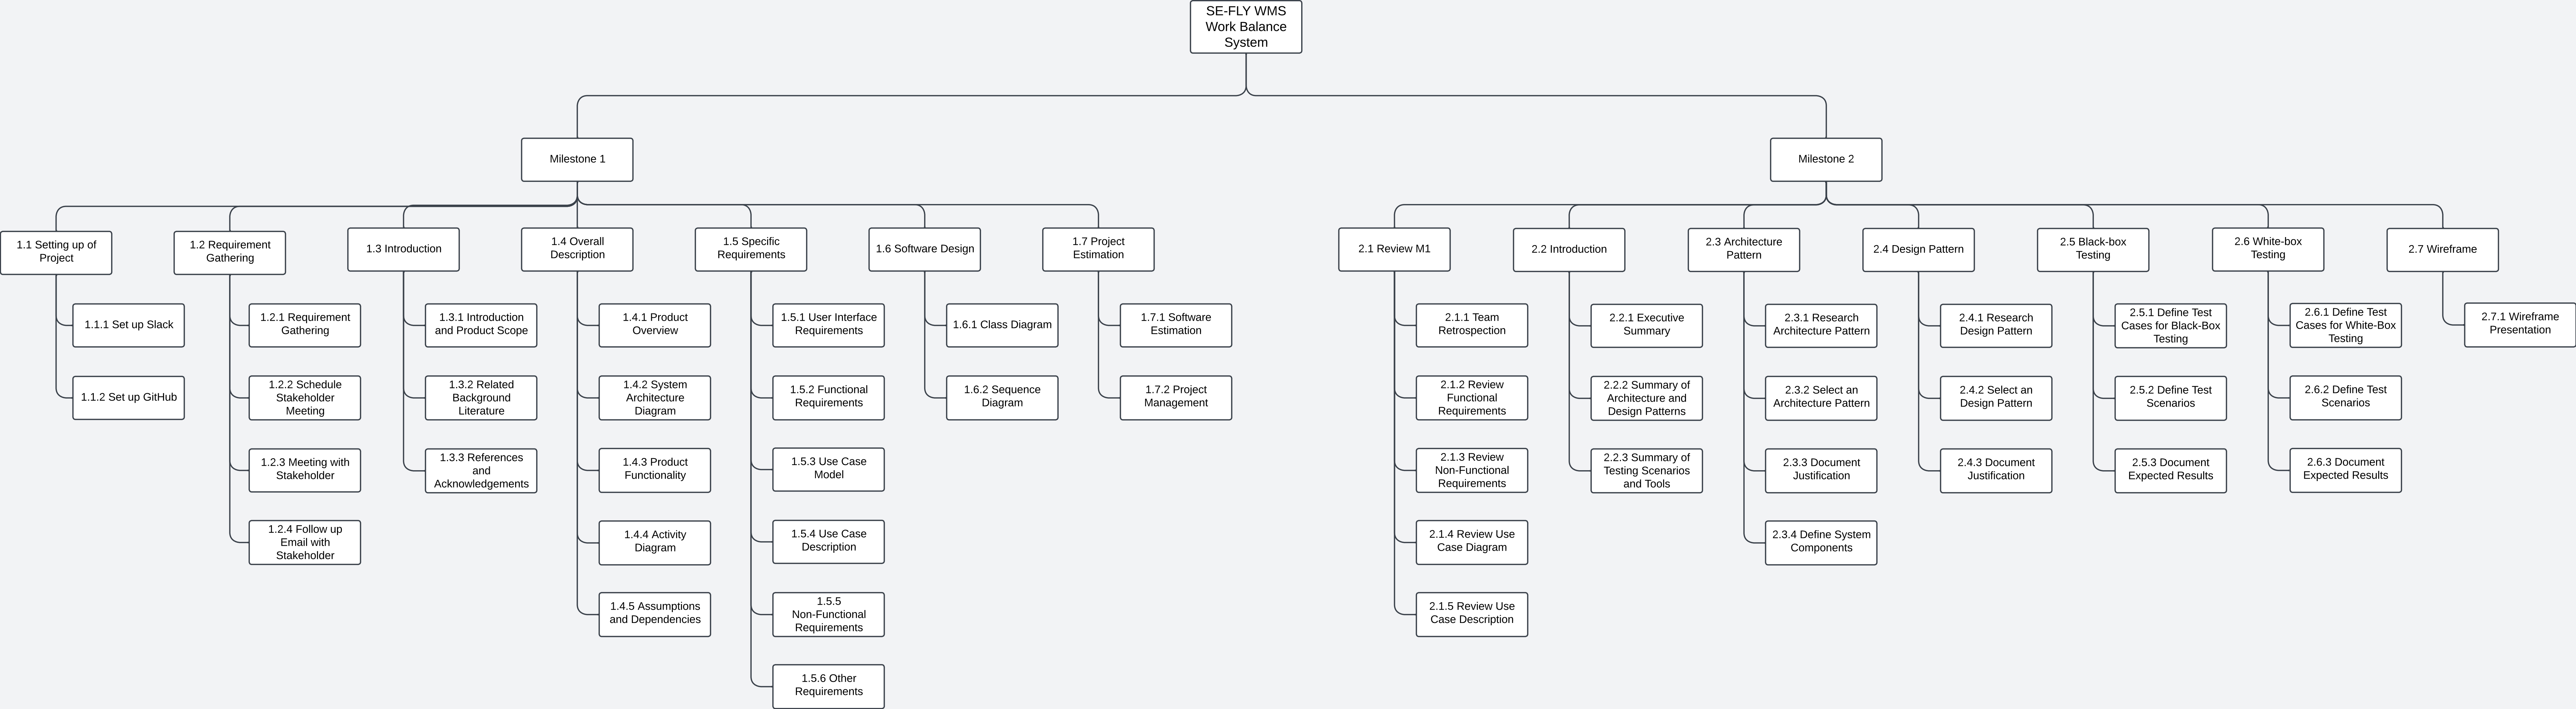 SE-FLY WMS
Work Balance
System
Milestone 1
Milestone 2
1.1 Setting up of
Project
1.2 Requirement
Gathering
1.3 Introduction
1.4 Overall
Description
1.5 Specific
Requirements
1.6 Software Design
1.7 Project
Estimation
2.1 Review M1
2.2 Introduction
2.3 Architecture
Pattern
2.4 Design Pattern
2.5 Black-box
Testing
2.6 White-box
Testing
2.7 Wireframe
1.1.1 Set up Slack
1.1.2 Set up GitHub
1.2.1 Requirement
Gathering
1.2.2 Schedule
Stakeholder
Meeting
1.2.3 Meeting with
Stakeholder
1.2.4 Follow up
Email with
Stakeholder
1.3.1 Introduction
and Product Scope
1.3.2 Related
Background
Literature
1.3.3 References
and
Acknowledgements
1.4.1 Product
Overview
1.4.2 System
Architecture
Diagram
1.4.3 Product
Functionality
1.4.4 Activity
Diagram
1.4.5 Assumptions
and Dependencies
1.5.1 User Interface
Requirements
1.5.2 Functional
Requirements
1.5.3 Use Case
Model
1.5.4 Use Case
Description
1.5.5
Non-Functional
Requirements
1.5.6 Other
Requirements
1.6.1 Class Diagram
1.6.2 Sequence
Diagram
1.7.1 Software
Estimation
1.7.2 Project
Management
2.1.1 Team
Retrospection
2.1.2 Review
Functional
Requirements
2.1.3 Review
Non-Functional
Requirements
2.1.4 Review Use
Case Diagram
2.1.5 Review Use
Case Description
2.2.1 Executive
Summary
2.2.2 Summary of
Architecture and
Design Patterns
2.2.3 Summary of
Testing Scenarios
and Tools
2.3.1 Research
Architecture Pattern
2.3.2 Select an
Architecture Pattern
2.3.3 Document
Justification
2.3.4 Define System
Components
2.4.1 Research
Design Pattern
2.4.2 Select an
Design Pattern
2.4.3 Document
Justification
2.5.1 Define Test
Cases for Black-Box
Testing
2.5.2 Define Test
Scenarios
2.5.3 Document
Expected Results
2.6.1 Define Test
Cases for White-Box
Testing
2.6.2 Define Test
Scenarios
2.6.3 Document
Expected Results
2.7.1 Wireframe
Presentation